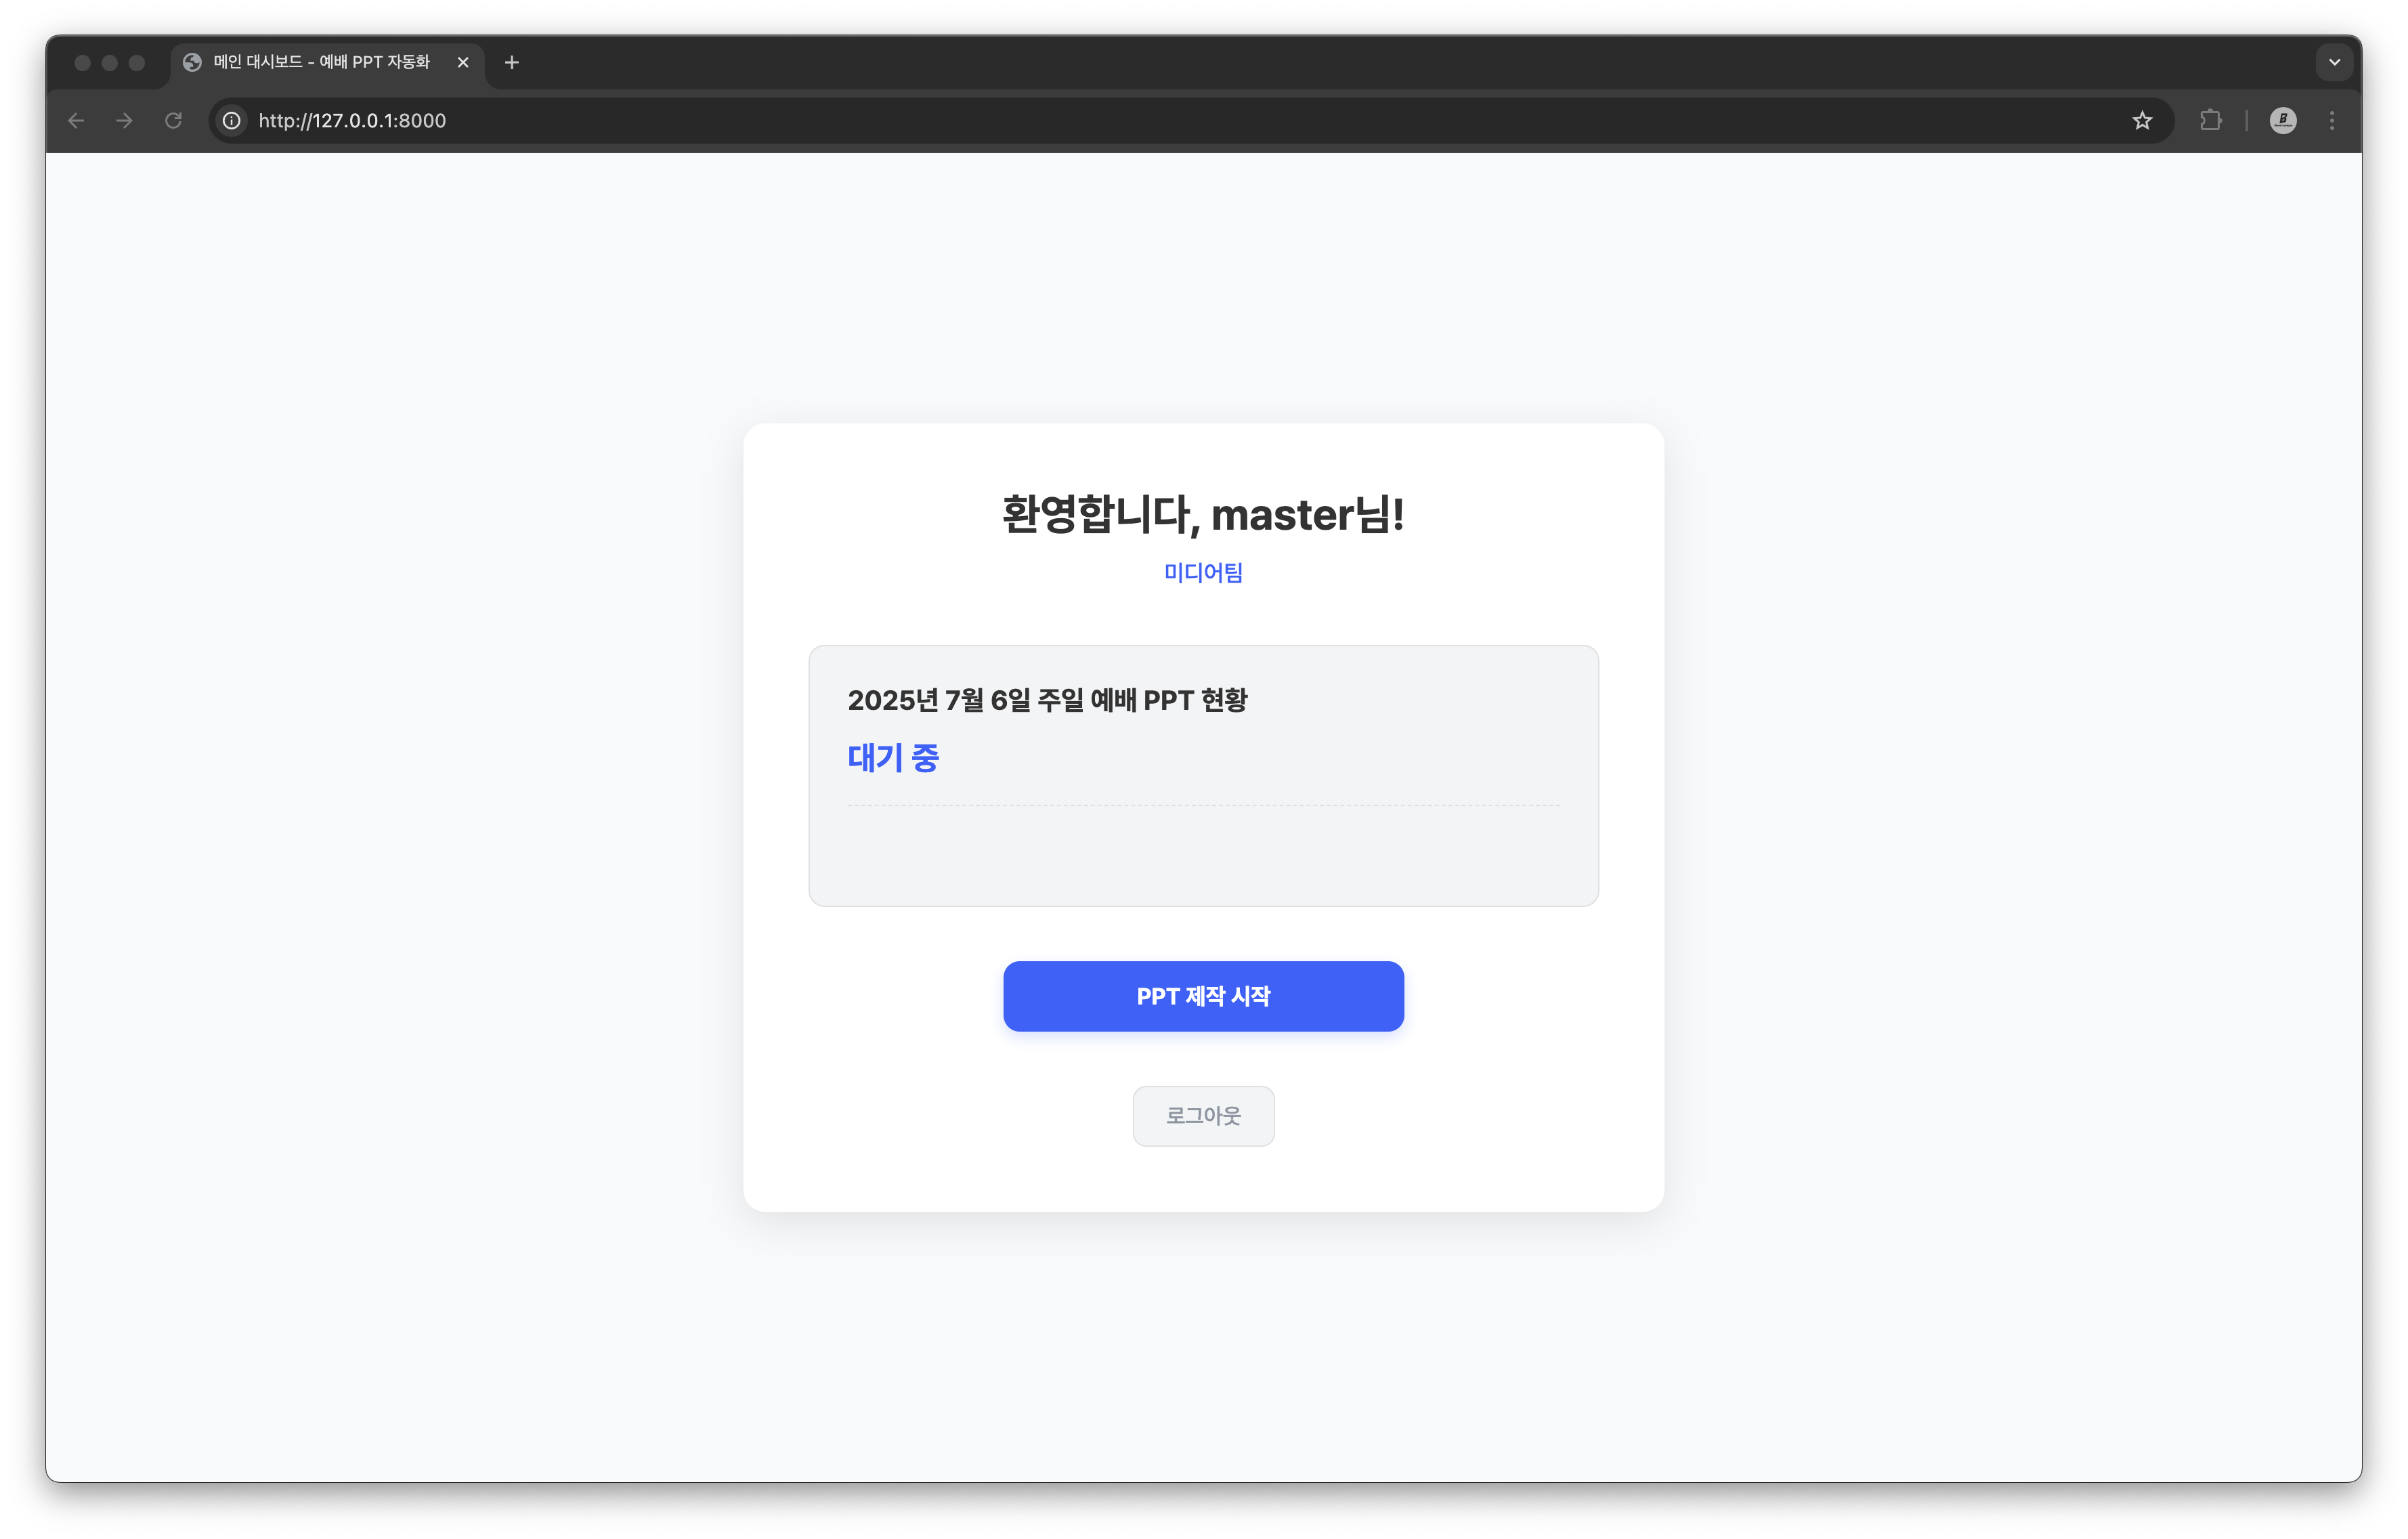 메인 대시보드 - 예배 PPT 자동화
http://127.0.0.1:8000
환영합니다, master님!
미디어팀
2025년 7월 6일 주일 예배 PPT 현황
대기 중
PPT 제작 시작
로그아웃